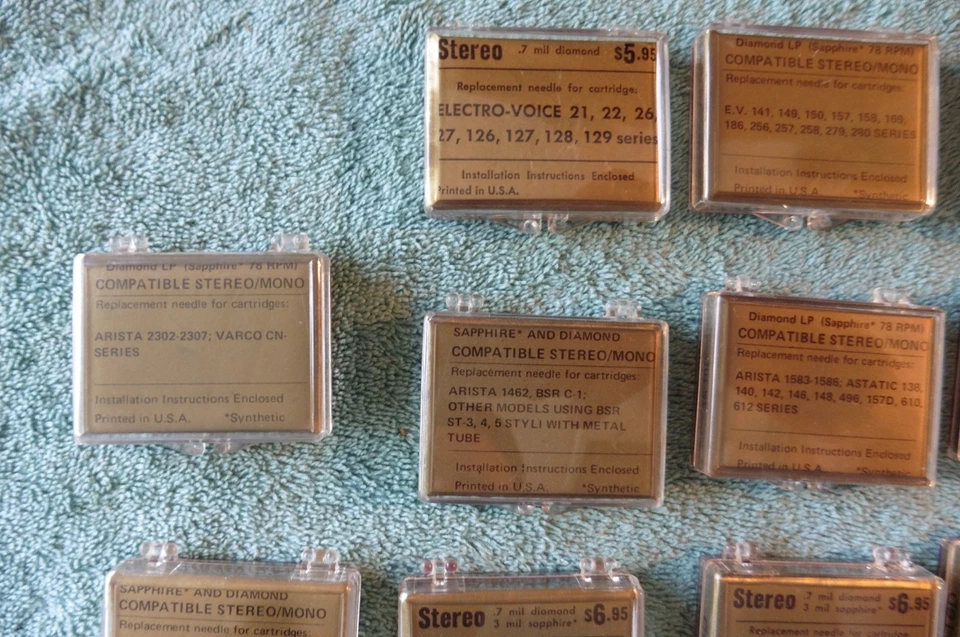 Stereo .7 mil diamond $5.95
Replacement needle for cartridge:
ELECTRO-VOICE 21, 22, 26,
27, 126, 127, 128, 129 series
Installation Instructions Enclosed
Printed in U.S.A.
Diamond LP (Sapphire* 78 RPM)
COMPATIBLE STEREO/MONO
Replacement needle for cartridges:
E.V. 141, 149, 150, 157, 158, 169,
186, 256, 257, 258, 279, 280 SERIES
Installation Instructions Enclosed
Printed in U.S.A. *Synthetic
Diamond LP (Sapphire* 78 RPM)
COMPATIBLE STEREO/MONO
Replacement needle for cartridges:
ARISTA 2302-2307; VARCO CN-
SERIES
Installation Instructions Enclosed
Printed in U.S.A. *Synthetic
SAPPHIRE* AND DIAMOND
COMPATIBLE STEREO/MONO
Replacement needle for cartridges:
ARISTA 1462, BSR C-1;
OTHER MODELS USING BSR
ST-3, 4, 5 STYLI WITH METAL
TUBE
Installation Instructions Enclosed
Printed in U.S.A. *Synthetic
Diamond LP (Sapphire* 78 RPM)
COMPATIBLE STEREO/MONO
Replacement needle for cartridges:
ARISTA 1583-1586; ASTATIC 138,
140, 142, 146, 148, 496, 157D, 610,
612 SERIES
Installation Instructions Enclosed
Printed in U.S.A. *Synthetic
SAPPHIRE* AND DIAMOND
COMPATIBLE STEREO/MONO
Replacement needle for cartridges:
Stereo .7 mil diamond $6.95
3 mil sapphire*
Stereo .7 mil diamond $6.95
3 mil sapphire*